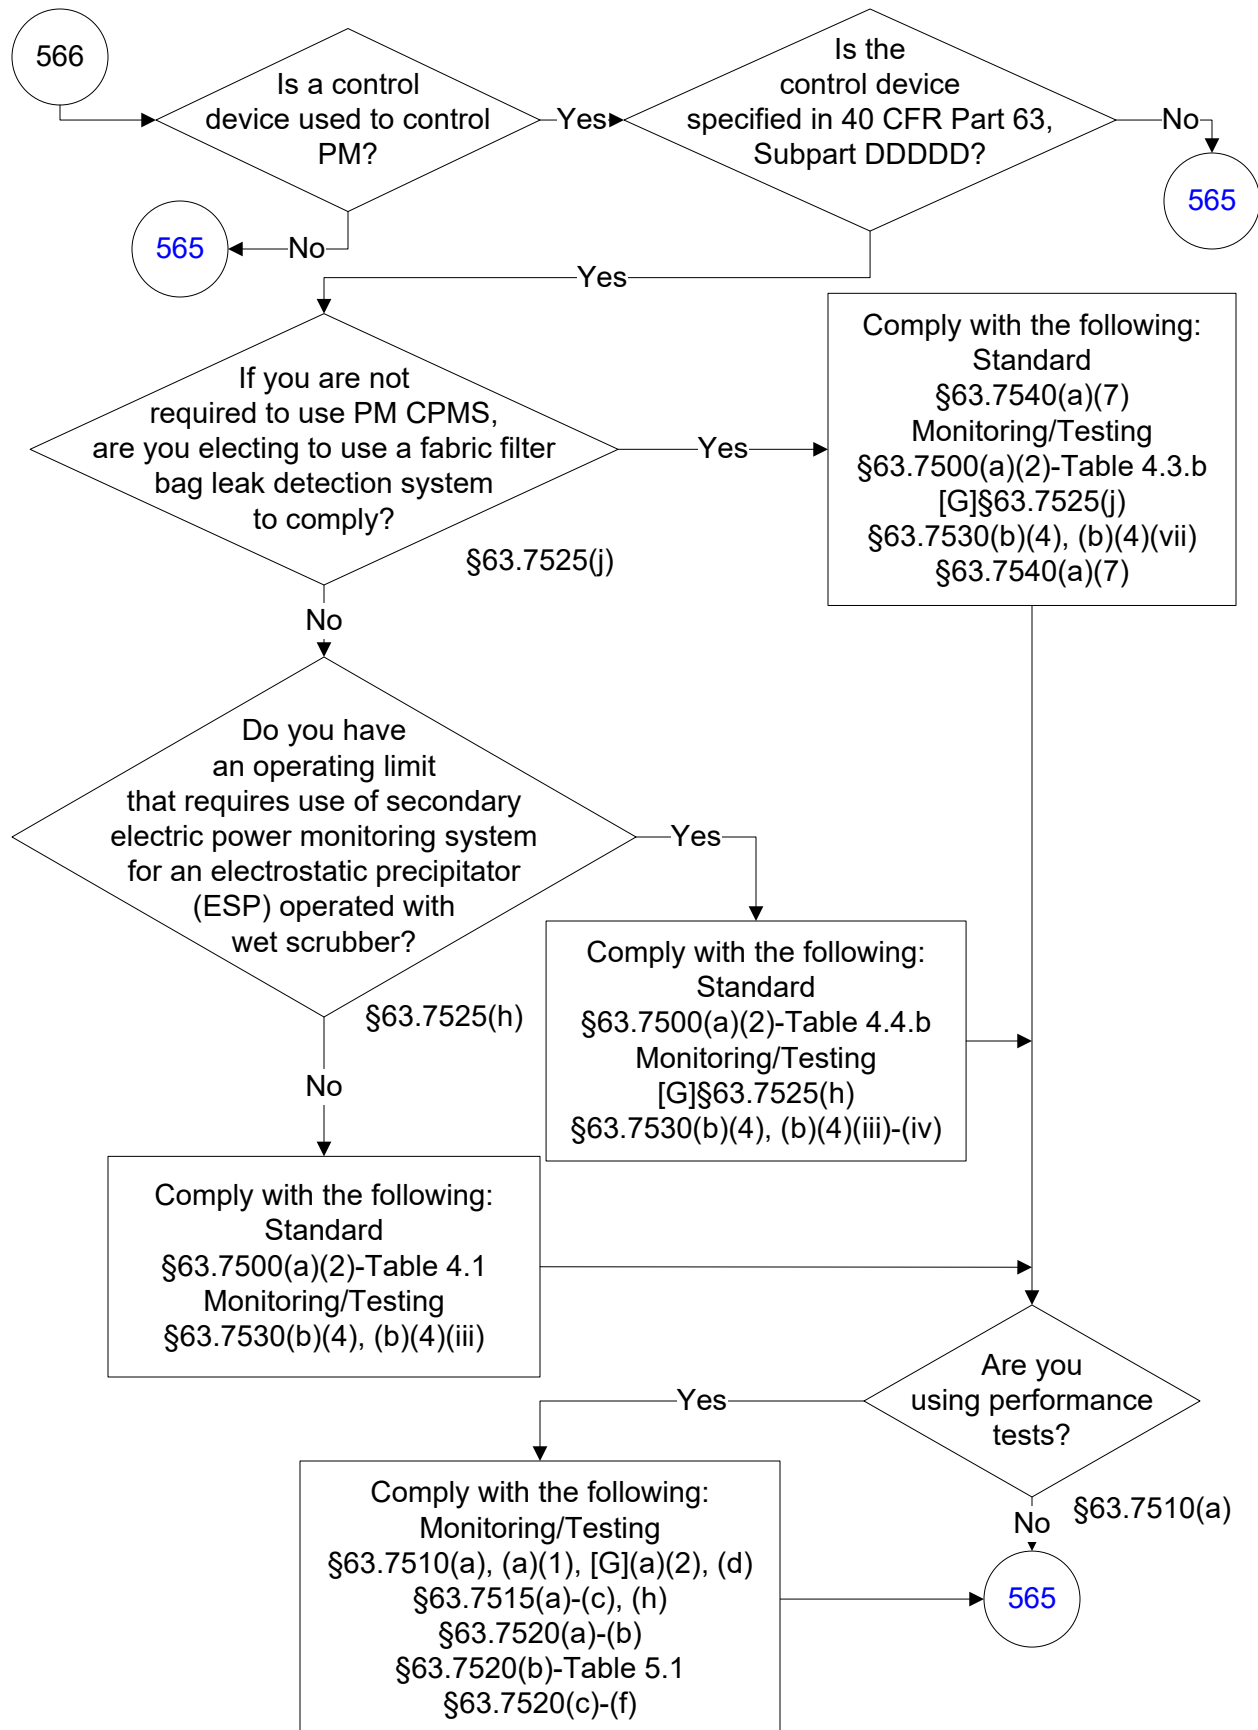 566
Is a control
device used to control
PM?
Yes
Is the
control device
specified in 40 CFR Part 63,
Subpart DDDDD?
No
565
No
565
Yes
If you are not
required to use PM CPMS,
are you electing to use a fabric filter
bag leak detection system
to comply?
§63.7525(j)
Yes
Comply with the following:
Standard
§63.7540(a)(7)
Monitoring/Testing
§63.7500(a)(2)-Table 4.3.b
[G]§63.7525(j)
§63.7530(b)(4), (b)(4)(vii)
§63.7540(a)(7)
No
Do you have
an operating limit
that requires use of secondary
electric power monitoring system
for an electrostatic precipitator
(ESP) operated with
wet scrubber?
§63.7525(h)
Yes
Comply with the following:
Standard
§63.7500(a)(2)-Table 4.4.b
Monitoring/Testing
[G]§63.7525(h)
§63.7530(b)(4), (b)(4)(iii)-(iv)
No
Comply with the following:
Standard
§63.7500(a)(2)-Table 4.1
Monitoring/Testing
§63.7530(b)(4), (b)(4)(iii)
Are you
using performance
tests?
§63.7510(a)
Yes
Comply with the following:
Monitoring/Testing
§63.7510(a), (a)(1), [G](a)(2), (d)
§63.7515(a)-(c), (h)
§63.7520(a)-(b)
§63.7520(b)-Table 5.1
§63.7520(c)-(f)
No
565